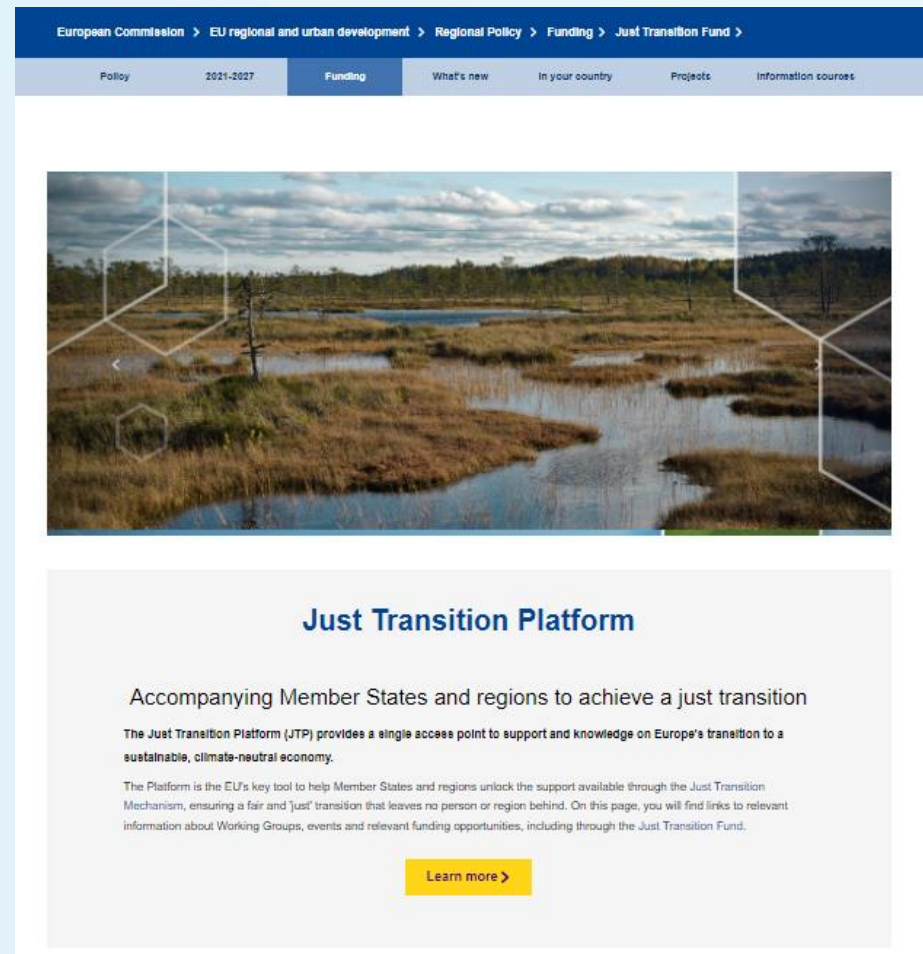 European Commission > EU regional and urban development > Regional Policy > Funding > Just Transition Fund >
Policy 2021-2027 Funding What's new In your country Projects Information sources
Just Transition Platform
Accompanying Member States and regions to achieve a just transition
The Just Transition Platform (JTP) provides a single access point to support and knowledge on Europe's transition to a
sustainable, climate-neutral economy.
The Platform is the EU's key tool to help Member States and regions unlock the support available through the Just Transition
Mechanism, ensuring a fair and 'just' transition that leaves no person or region behind. On this page, you will find links to relevant
information about Working Groups, events and relevant funding opportunities, including through the Just Transition Fund.
Learn more >